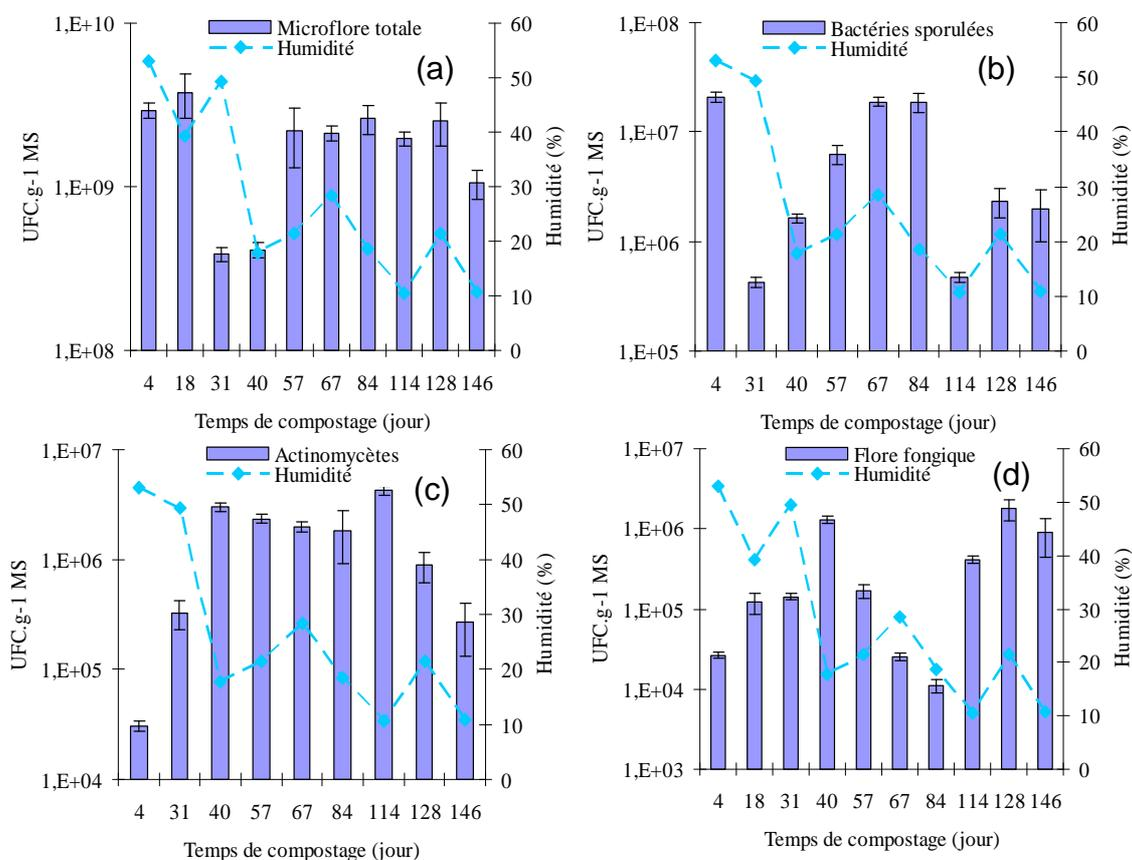 Microflore totale
Humidité
(a)
1,E+10
1,E+09
1,E+08
UFC.g-1 MS
60
50
40
30
20
10
0
Humidité (%)
4 18 31 40 57 67 84 114 128 146
Temps de compostage (jour)
Bactéries sporulées
Humidité
(b)
1,E+08
1,E+07
1,E+06
1,E+05
UFC.g-1 MS
60
50
40
30
20
10
0
Humidité (%)
4 31 40 57 67 84 114 128 146
Temps de compostage (jour)
Actinomycètes
Humidité
(c)
1,E+07
1,E+06
1,E+05
1,E+04
UFC.g-1 MS
60
50
40
30
20
10
0
Humidité (%)
4 31 40 57 67 84 114 128 146
Temps de compostage (jour)
Flore fongique
Humidité
(d)
1,E+07
1,E+06
1,E+05
1,E+04
1,E+03
UFC.g-1 MS
60
50
40
30
20
10
0
Humidité (%)
4 18 31 40 57 67 84 114 128 146
Temps de compostage (jour)